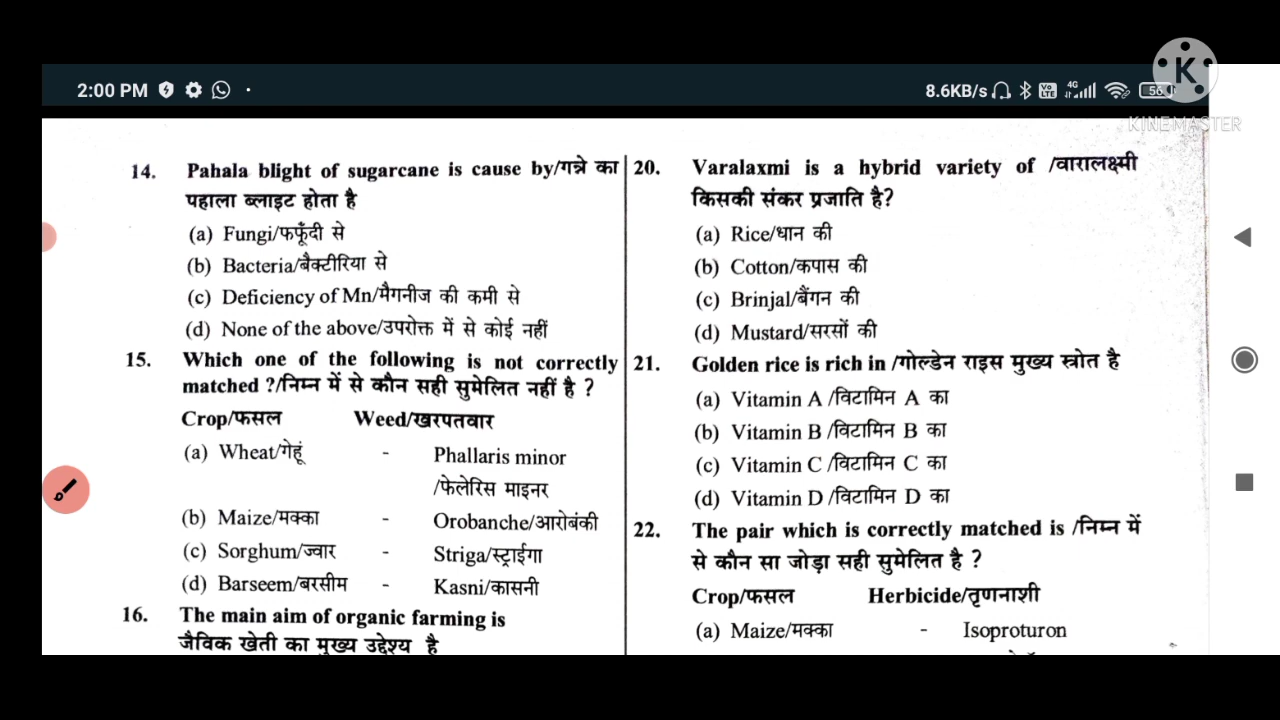 2:00 PM
8.6KB/s
Vo LTE
4G
56
K
KINEMASTER
14. Pahala blight of sugarcane is cause by/गन्ने का
पहाला ब्लाइट होता है
(a) Fungi/फफूँदी से
(b) Bacteria/बैक्टीरिया से
(c) Deficiency of Mn/मैगनीज की कमी से
(d) None of the above/उपरोक्त में से कोई नहीं
15. Which one of the following is not correctly
matched ?/निम्न में से कौन सही सुमेलित नहीं है ?
Crop/फसल Weed/खरपतवार
(a) Wheat/गेहूं - Phallaris minor
/फेलेरिस माइनर
(b) Maize/मक्का - Orobanche/आरोबंकी
(c) Sorghum/ज्वार - Striga/स्ट्राईगा
(d) Barseem/बरसीम - Kasni/कासनी
16. The main aim of organic farming is
जैविक खेती का मुख्य उद्देश्य है
20. Varalaxmi is a hybrid variety of /वारालक्ष्मी
किसकी संकर प्रजाति है?
(a) Rice/धान की
(b) Cotton/कपास की
(c) Brinjal/बैंगन की
(d) Mustard/सरसों की
21. Golden rice is rich in /गोल्डेन राइस मुख्य स्त्रोत है
(a) Vitamin A /विटामिन A का
(b) Vitamin B /विटामिन B का
(c) Vitamin C /विटामिन C का
(d) Vitamin D /विटामिन D का
22. The pair which is correctly matched is /निम्न में
से कौन सा जोड़ा सही सुमेलित है ?
Crop/फसल Herbicide/तृणनाशी
(a) Maize/मक्का - Isoproturon